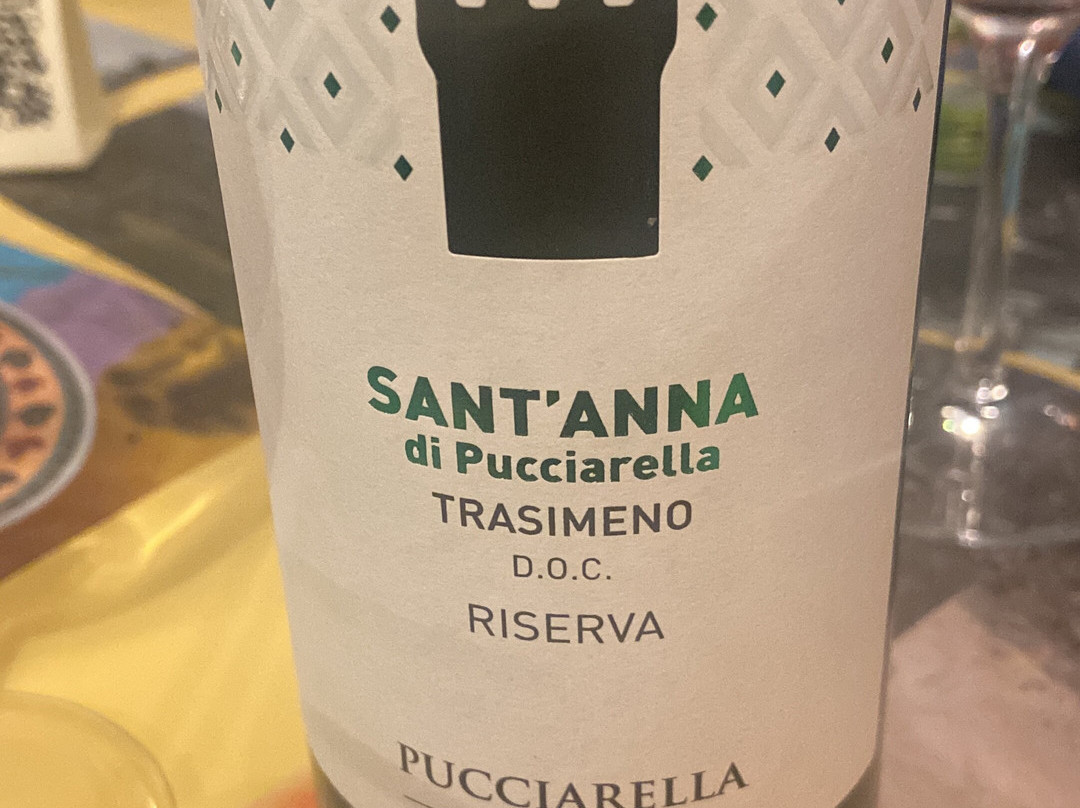 SANT'ANNA
di Pucciarella
TRASIMENO
D.O.C.
RISERVA
PUCCIARELLA